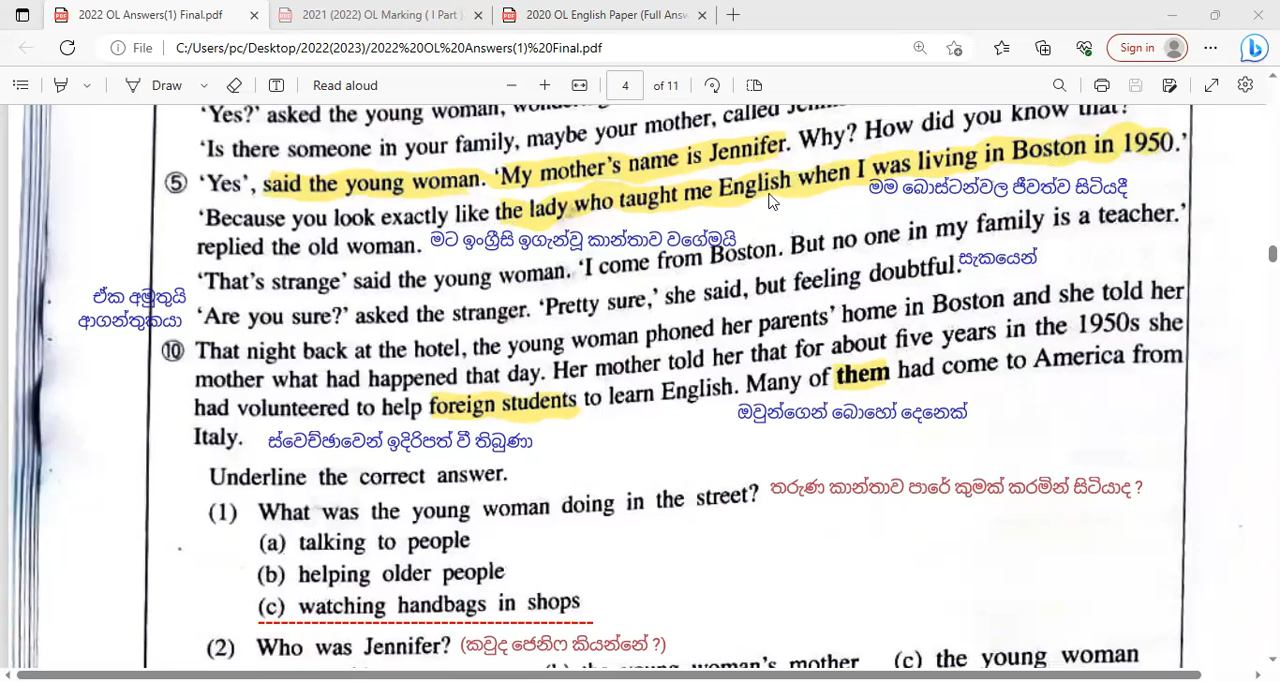 2022 OL Answers(1) Final.pdf
2021 (2022) OL Marking ( I Part )
2020 OL English Paper (Full Answ
File
C:/Users/pc/Desktop/2022(2023)/2022%20OL%20Answers(1)%20Final.pdf
Sign in
Draw
Read aloud
4 of 11
'Yes?' asked the young woman,
'Is there someone in your family, maybe your mother, called
⑤ 'Yes', said the young woman. 'My mother's name is Jennifer. Why? How did you know that?
'Because you look exactly like the lady who taught me English when I was living in Boston in 1950.'
මම බොස්ටන්වල ජීවත්ව සිටියදී
replied the old woman. මට ඉංග්‍රීසි ඉගැන්වූ කාන්තාව වගේමයි
'That's strange' said the young woman. 'I come from Boston. But no one in my family is a teacher.'
ඒක අමුතුයි
සැකයෙන්
ආගන්තුකයා
'Are you sure?' asked the stranger. 'Pretty sure,' she said, but feeling doubtful.
⑩ That night back at the hotel, the young woman phoned her parents' home in Boston and she told her
mother what had happened that day. Her mother told her that for about five years in the 1950s she
had volunteered to help foreign students to learn English. Many of them had come to America from
ඔවුන්ගෙන් බොහෝ දෙනෙක්
Italy. ස්වෙච්ඡාවෙන් ඉදිරිපත් වී තිබුණා
Underline the correct answer.
(1) What was the young woman doing in the street? තරුණ කාන්තාව පාරේ කුමක් කරමින් සිටියාද ?
(a) talking to people
(b) helping older people
(c) watching handbags in shops
(2) Who was Jennifer? (කවුද ජෙනිෆ කියන්නේ ?)
woman's mother (c) the young woman